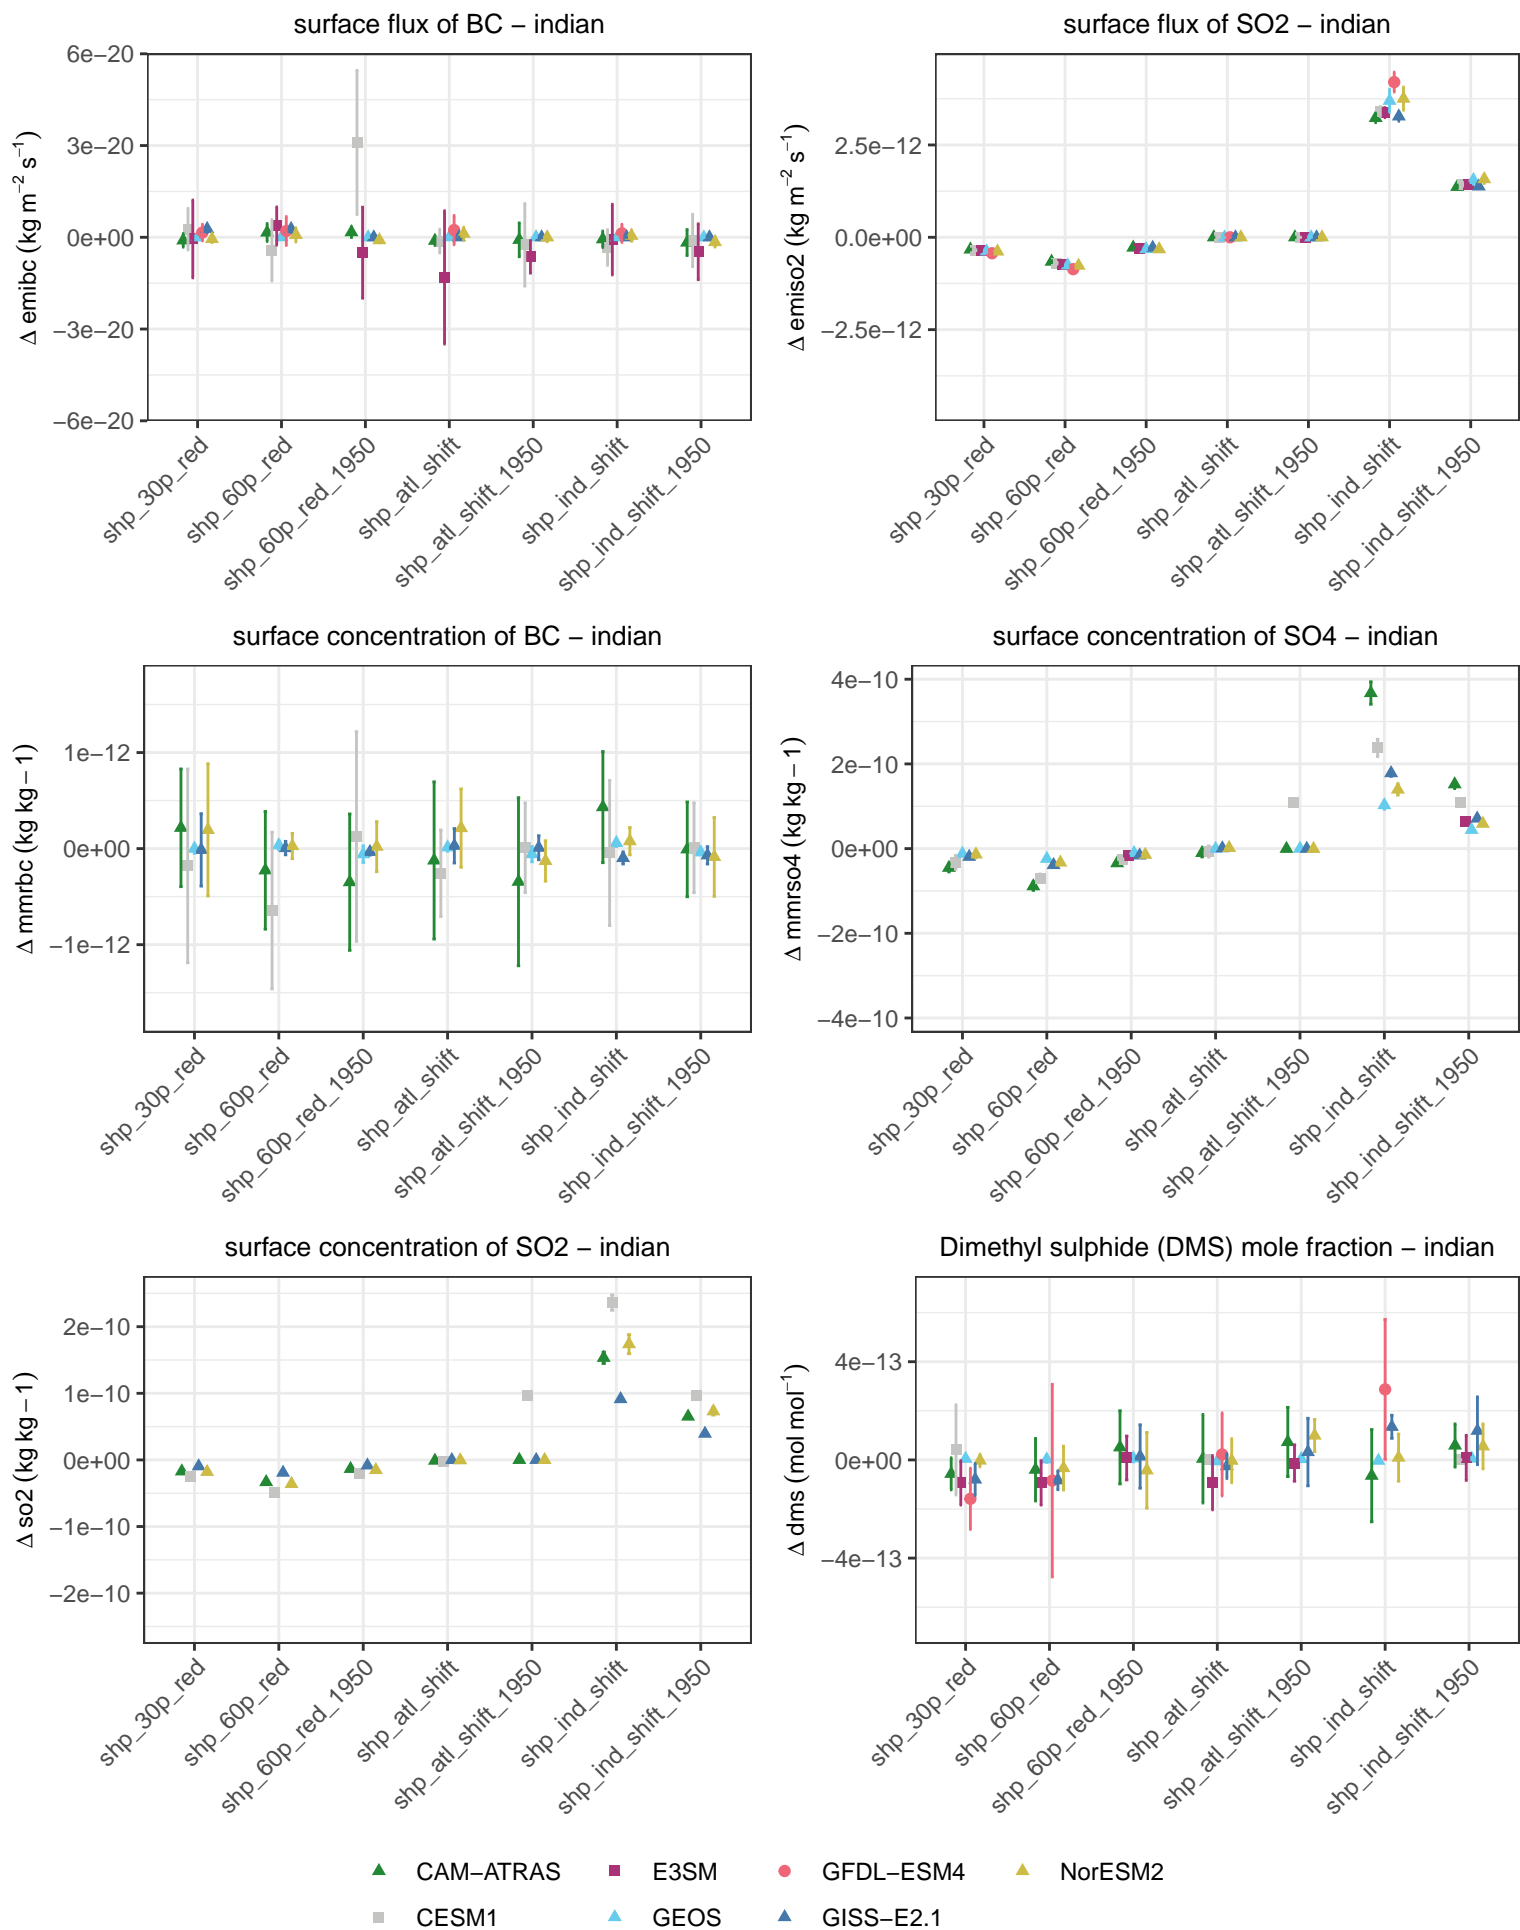 surface flux of BC – indian
Δ emibc (kg m⁻² s⁻¹)
6e−20
3e−20
0e+00
−3e−20
−6e−20
shp_30p_red
shp_60p_red
shp_60p_red_1950
shp_atl_shift
shp_atl_shift_1950
shp_ind_shift
shp_ind_shift_1950
surface flux of SO2 – indian
Δ emiso2 (kg m⁻² s⁻¹)
2.5e−12
0.0e+00
−2.5e−12
shp_30p_red
shp_60p_red
shp_60p_red_1950
shp_atl_shift
shp_atl_shift_1950
shp_ind_shift
shp_ind_shift_1950
surface concentration of BC – indian
Δ mmrbc (kg kg − 1)
1e−12
0e+00
−1e−12
shp_30p_red
shp_60p_red
shp_60p_red_1950
shp_atl_shift
shp_atl_shift_1950
shp_ind_shift
shp_ind_shift_1950
surface concentration of SO4 – indian
Δ mmrso4 (kg kg − 1)
4e−10
2e−10
0e+00
−2e−10
−4e−10
shp_30p_red
shp_60p_red
shp_60p_red_1950
shp_atl_shift
shp_atl_shift_1950
shp_ind_shift
shp_ind_shift_1950
surface concentration of SO2 – indian
Δ so2 (kg kg − 1)
2e−10
1e−10
0e+00
−1e−10
−2e−10
shp_30p_red
shp_60p_red
shp_60p_red_1950
shp_atl_shift
shp_atl_shift_1950
shp_ind_shift
shp_ind_shift_1950
Dimethyl sulphide (DMS) mole fraction – indian
Δ dms (mol mol⁻¹)
4e−13
0e+00
−4e−13
shp_30p_red
shp_60p_red
shp_60p_red_1950
shp_atl_shift
shp_atl_shift_1950
shp_ind_shift
shp_ind_shift_1950
CAM−ATRAS E3SM GFDL−ESM4 NorESM2
CESM1 GEOS GISS−E2.1